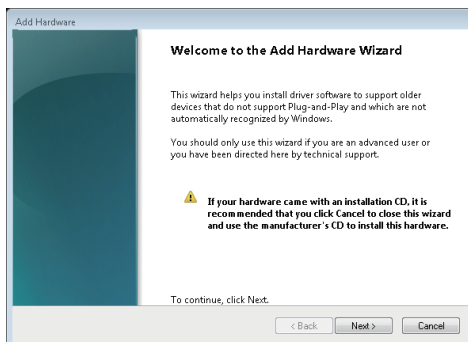 Add Hardware
Welcome to the Add Hardware Wizard
This wizard helps you install driver software to support older
devices that do not support Plug-and-Play and which are not
automatically recognized by Windows.
You should only use this wizard if you are an advanced user or
you have been directed here by technical support.
If your hardware came with an installation CD, it is
recommended that you click Cancel to close this wizard
and use the manufacturer's CD to install this hardware.
To continue, click Next.
< Back Next > Cancel